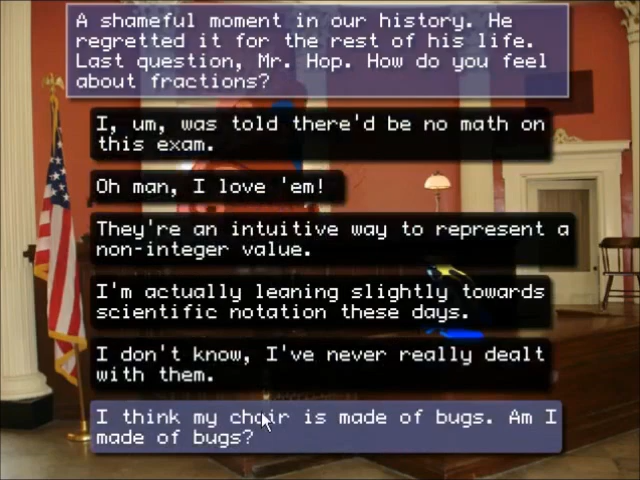 A shameful moment in our history. He
regretted it for the rest of his life.
Last question, Mr. Hop. How do you feel
about fractions?
I, um, was told there'd be no math on
this exam.
Oh man, I love 'em!
They're an intuitive way to represent a
non-integer value.
I'm actually leaning slightly towards
scientific notation these days.
I don't know, I've never really dealt
with them.
I think my chair is made of bugs. Am I
made of bugs?